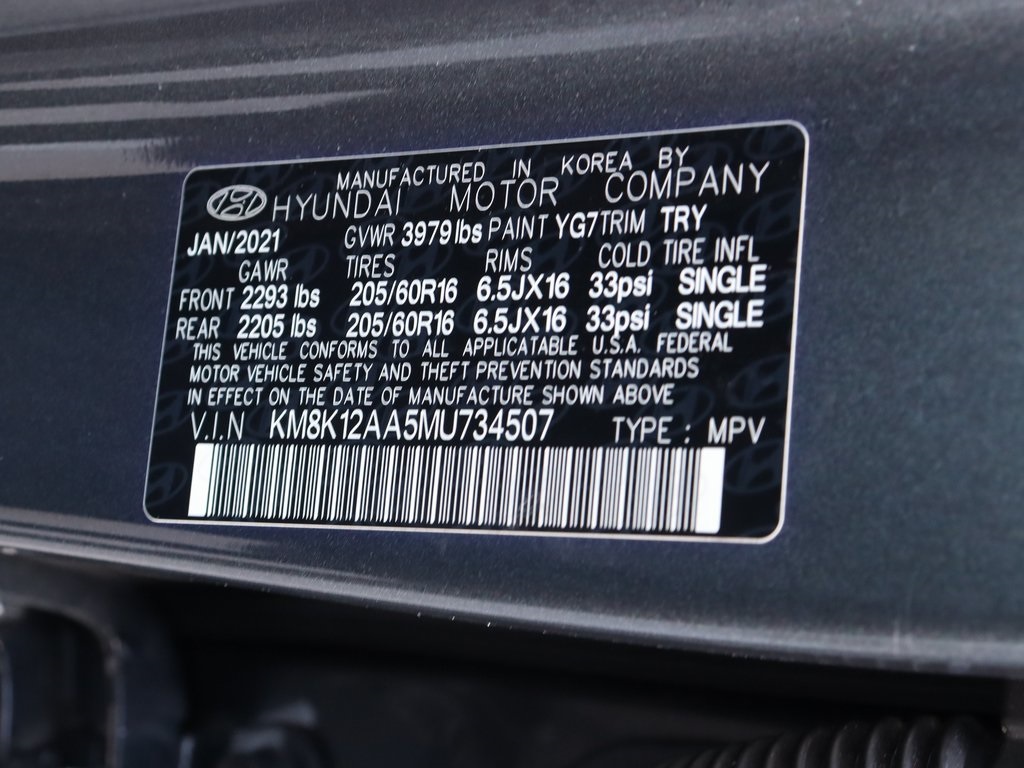 MANUFACTURED IN KOREA BY
HYUNDAI MOTOR COMPANY
JAN/2021 GVWR 3979 lbs PAINT YG7 TRIM TRY
GAWR TIRES RIMS COLD TIRE INFL
FRONT 2293 lbs 205/60R16 6.5JX16 33psi SINGLE
REAR 2205 lbs 205/60R16 6.5JX16 33psi SINGLE
THIS VEHICLE CONFORMS TO ALL APPLICATABLE U.S.A. FEDERAL
MOTOR VEHICLE SAFETY AND THEFT PREVENTION STANDARDS
IN EFFECT ON THE DATE OF MANUFACTURE SHOWN ABOVE
V.I.N KM8K12AA5MU734507 TYPE : MPV